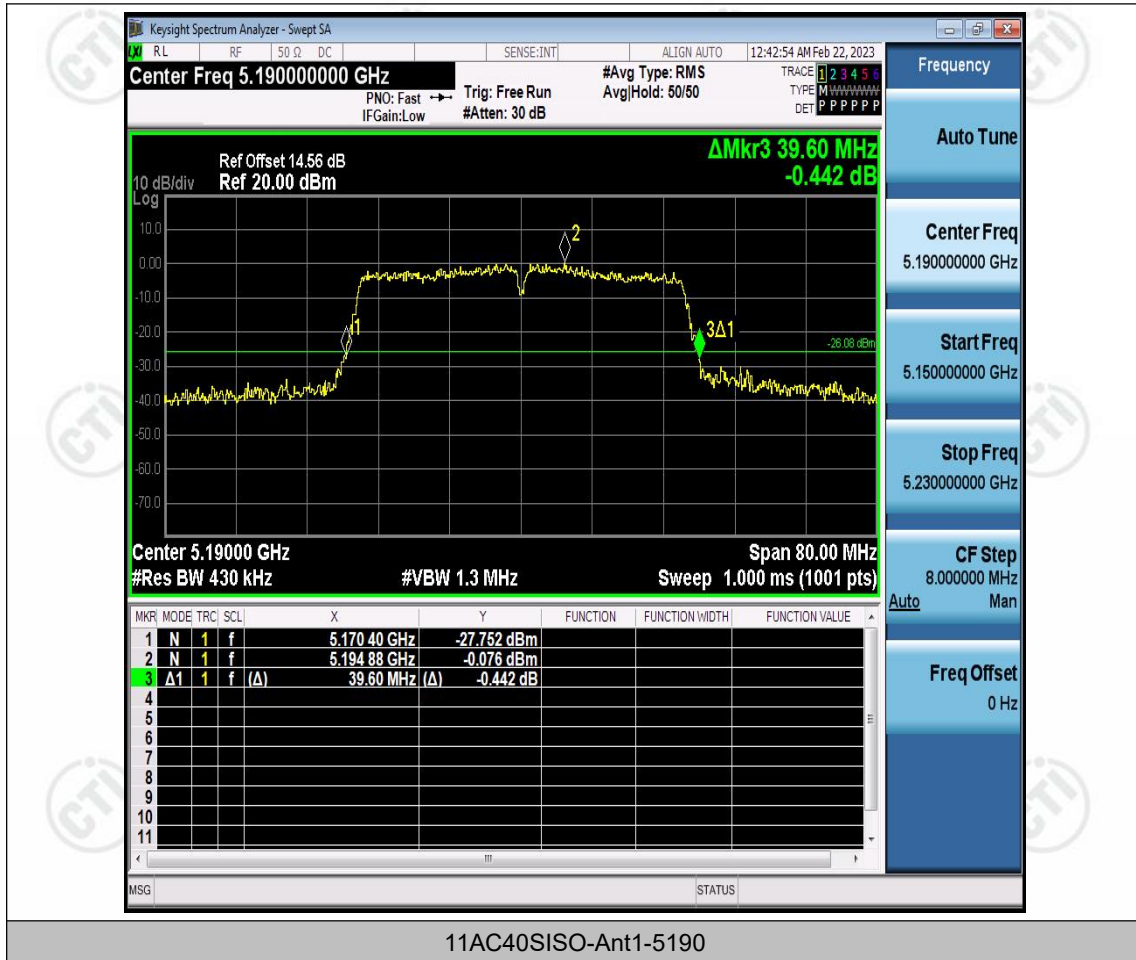 Keysight Spectrum Analyzer - Swept SA
LXI RL RF 50 Ω DC SENSE:INT ALIGN AUTO 12:42:54 AM Feb 22, 2023
Center Freq 5.190000000 GHz
PNO: Fast
IFGain:Low
Trig: Free Run
#Atten: 30 dB
#Avg Type: RMS
Avg|Hold: 50/50
TRACE 1 2 3 4 5 6
TYPE M WWWWW
DET P P P P P P
Ref Offset 14.56 dB
10 dB/div Ref 20.00 dBm
Log
ΔMkr3 39.60 MHz
-0.442 dB
10.0
0.00
-10.0
-20.0
-30.0
-40.0
-50.0
-60.0
-70.0
2
1
3Δ1
-26.08 dBm
Center 5.19000 GHz Span 80.00 MHz
#Res BW 430 kHz #VBW 1.3 MHz Sweep 1.000 ms (1001 pts)
MKR MODE TRC SCL X Y FUNCTION FUNCTION WIDTH FUNCTION VALUE
1 N 1 f 5.170 40 GHz -27.752 dBm
2 N 1 f 5.194 88 GHz -0.076 dBm
3 Δ1 1 f (Δ) 39.60 MHz (Δ) -0.442 dB
4
5
6
7
8
9
10
11
MSG STATUS
Frequency
Auto Tune
Center Freq
5.190000000 GHz
Start Freq
5.150000000 GHz
Stop Freq
5.230000000 GHz
CF Step
8.000000 MHz
Auto Man
Freq Offset
0 Hz
CTI
CTI
CTI
CTI
CTI
CTI
11AC40SISO-Ant1-5190